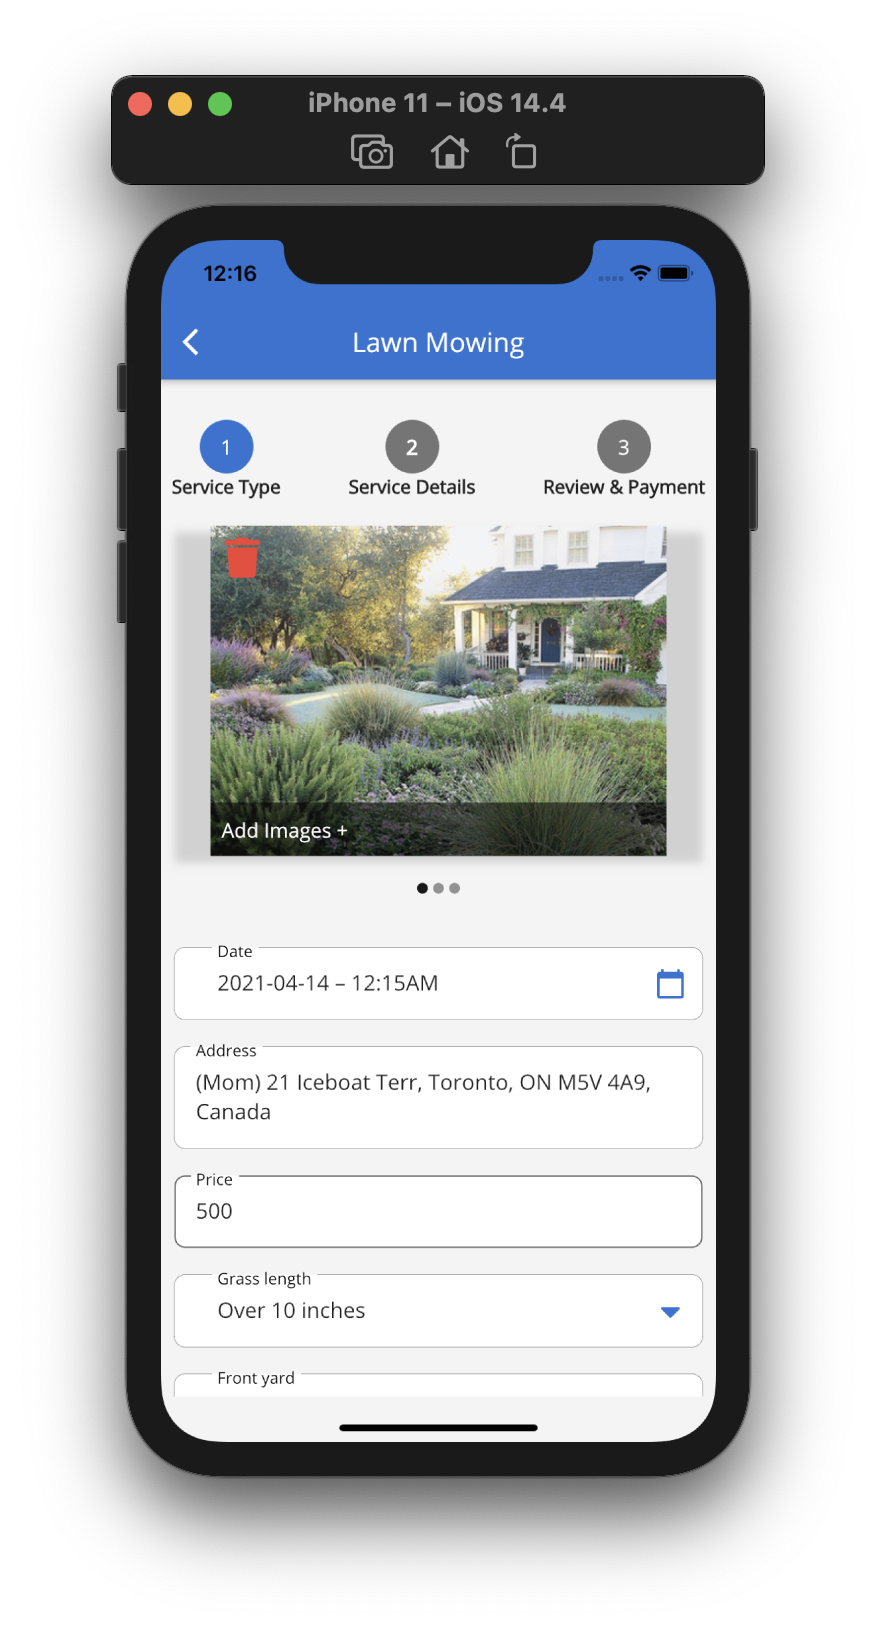 iPhone 11 – iOS 14.4
12:16
Lawn Mowing
1
2
3
Service Type
Service Details
Review & Payment
Add Images +
Date
2021-04-14 – 12:15AM
Address
(Mom) 21 Iceboat Terr, Toronto, ON M5V 4A9,
Canada
Price
500
Grass length
Over 10 inches
Front yard